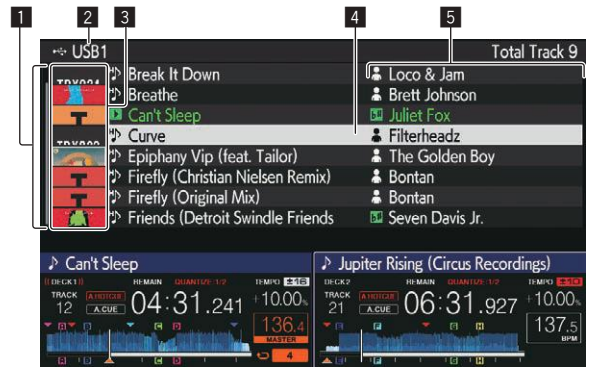 1 2 3 4 5
USB1 Total Track 9
Break It Down Loco & Jam
Breathe Brett Johnson
Can't Sleep Juliet Fox
Curve Filterheadz
Epiphany Vip (feat. Tailor) The Golden Boy
Firefly (Christian Nielsen Remix) Bontan
Firefly (Original Mix) Bontan
Friends (Detroit Swindle Friends Seven Davis Jr.
Can't Sleep
DECK1 REMAIN QUANTIZE:1/2 TEMPO ±16
TRACK 12 A.HOTCUE A.CUE 04:31.241 +10.00%
136.4 MASTER
4
Jupiter Rising (Circus Recordings)
DECK2 REMAIN QUANTIZE:1/2 TEMPO ±10
TRACK 21 A.HOTCUE A.CUE 06:31.927 +10.00%
137.5 BPM